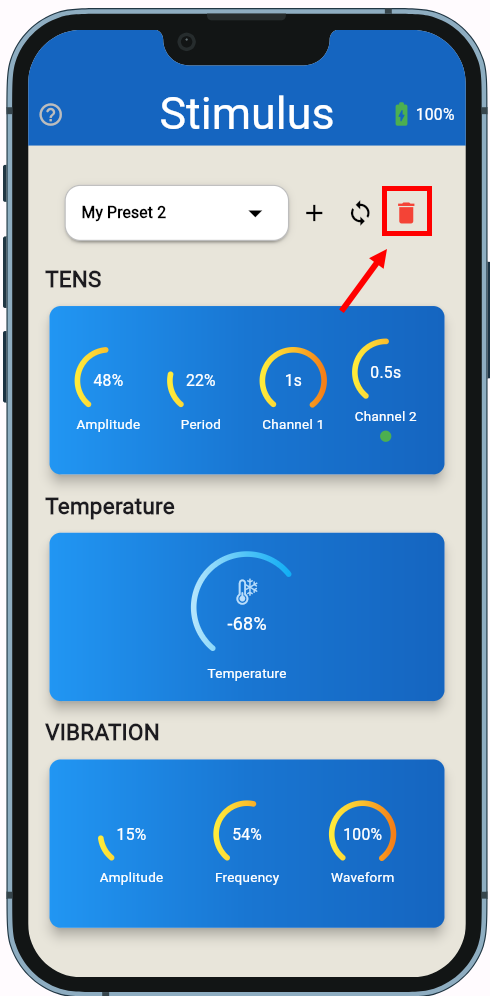 Stimulus
100%
My Preset 2
TENS
48% 22% 1s 0.5s
Amplitude Period Channel 1 Channel 2
Temperature
-68%
Temperature
VIBRATION
15% 54% 100%
Amplitude Frequency Waveform